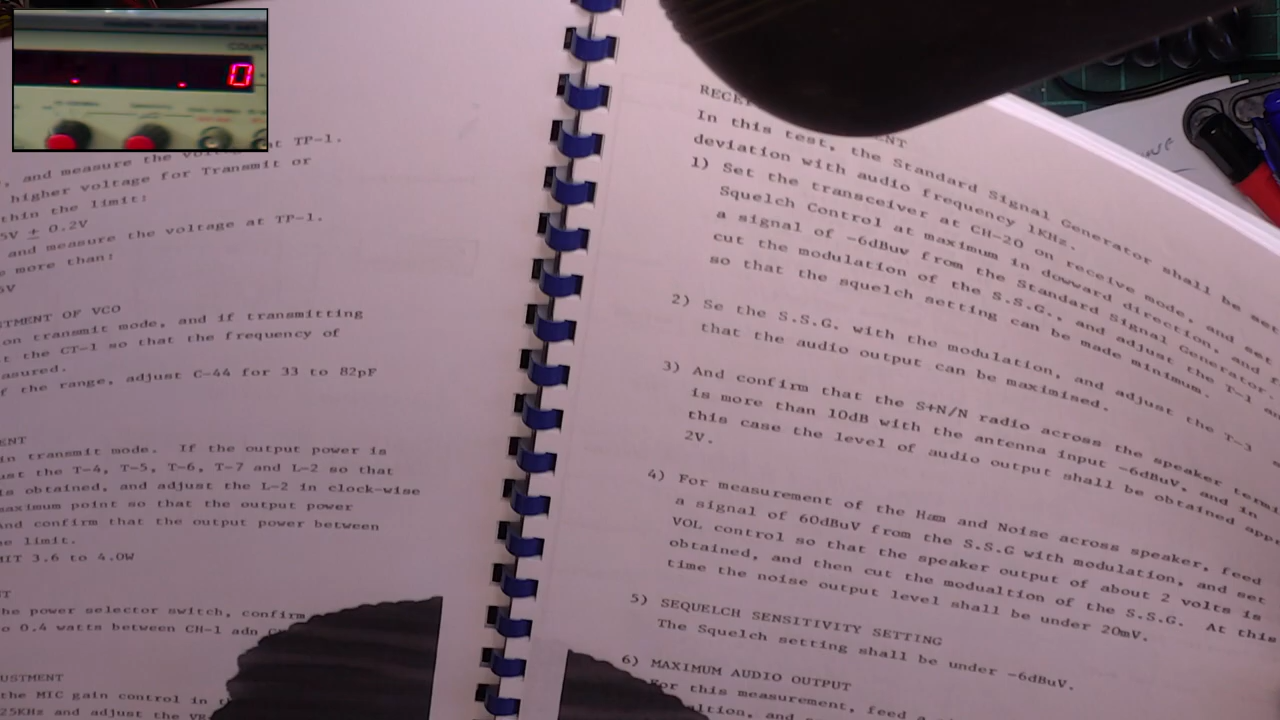 COUN
0
, and measure the voltage at TP-1.
higher voltage for Transmit or
thin the limit:
5V ± 0.2V
and measure the voltage at TP-1.
more than:
5V
STMENT OF VCO
on transmit mode, and if transmitting
t the CT-1 so that the frequency of
asured.
f the range, adjust C-44 for 33 to 82pF
ENT
in transmit mode. If the output power is
ust the T-4, T-5, T-6, T-7 and L-2 so that
is obtained, and adjust the L-2 in clock-wise
maximum point so that the output power
And confirm that the output power between
he limit.
MIT 3.6 to 4.0W
NT
he power selector switch, confirm
o 0.4 watts between CH-1 adn
USTMENT
the MIC gain control in
25KHz and adjust the VR
RECE
ENT
In this test, the Standard Signal Generator shall be set
deviation with audio frequency 1KHz.
1) Set the transceiver at CH-20 on receive mode, and set
Squelch Control at maximum in dowward direction, and
a signal of -6dBuv from the Standard Signal Generator.
cut the modulation of the S.S.G., and adjust the T-1
so that the squelch setting can be made minimum.
2) Se the S.S.G. with the modulation, and adjust the T-3
that the audio output can be maximised.
3) And confirm that the S+N/N radio across the speaker termi
is more than 10dB with the antenna input -6dBuV, and in
this case the level of audio output shall be obtained app
2V.
4) For measurement of the Ham and Noise across speaker, feed
a signal of 60dBuV from the S.S.G with modulation, and set
VOL control so that the speaker output of about 2 volts is
obtained, and then cut the modualtion of the S.S.G. At this
time the noise output level shall be under 20mV.
5) SEQUELCH SENSITIVITY SETTING
The Squelch setting shall be under -6dBuV.
6) MAXIMUM AUDIO OUTPUT
For this measurement, feed a
ultion, and